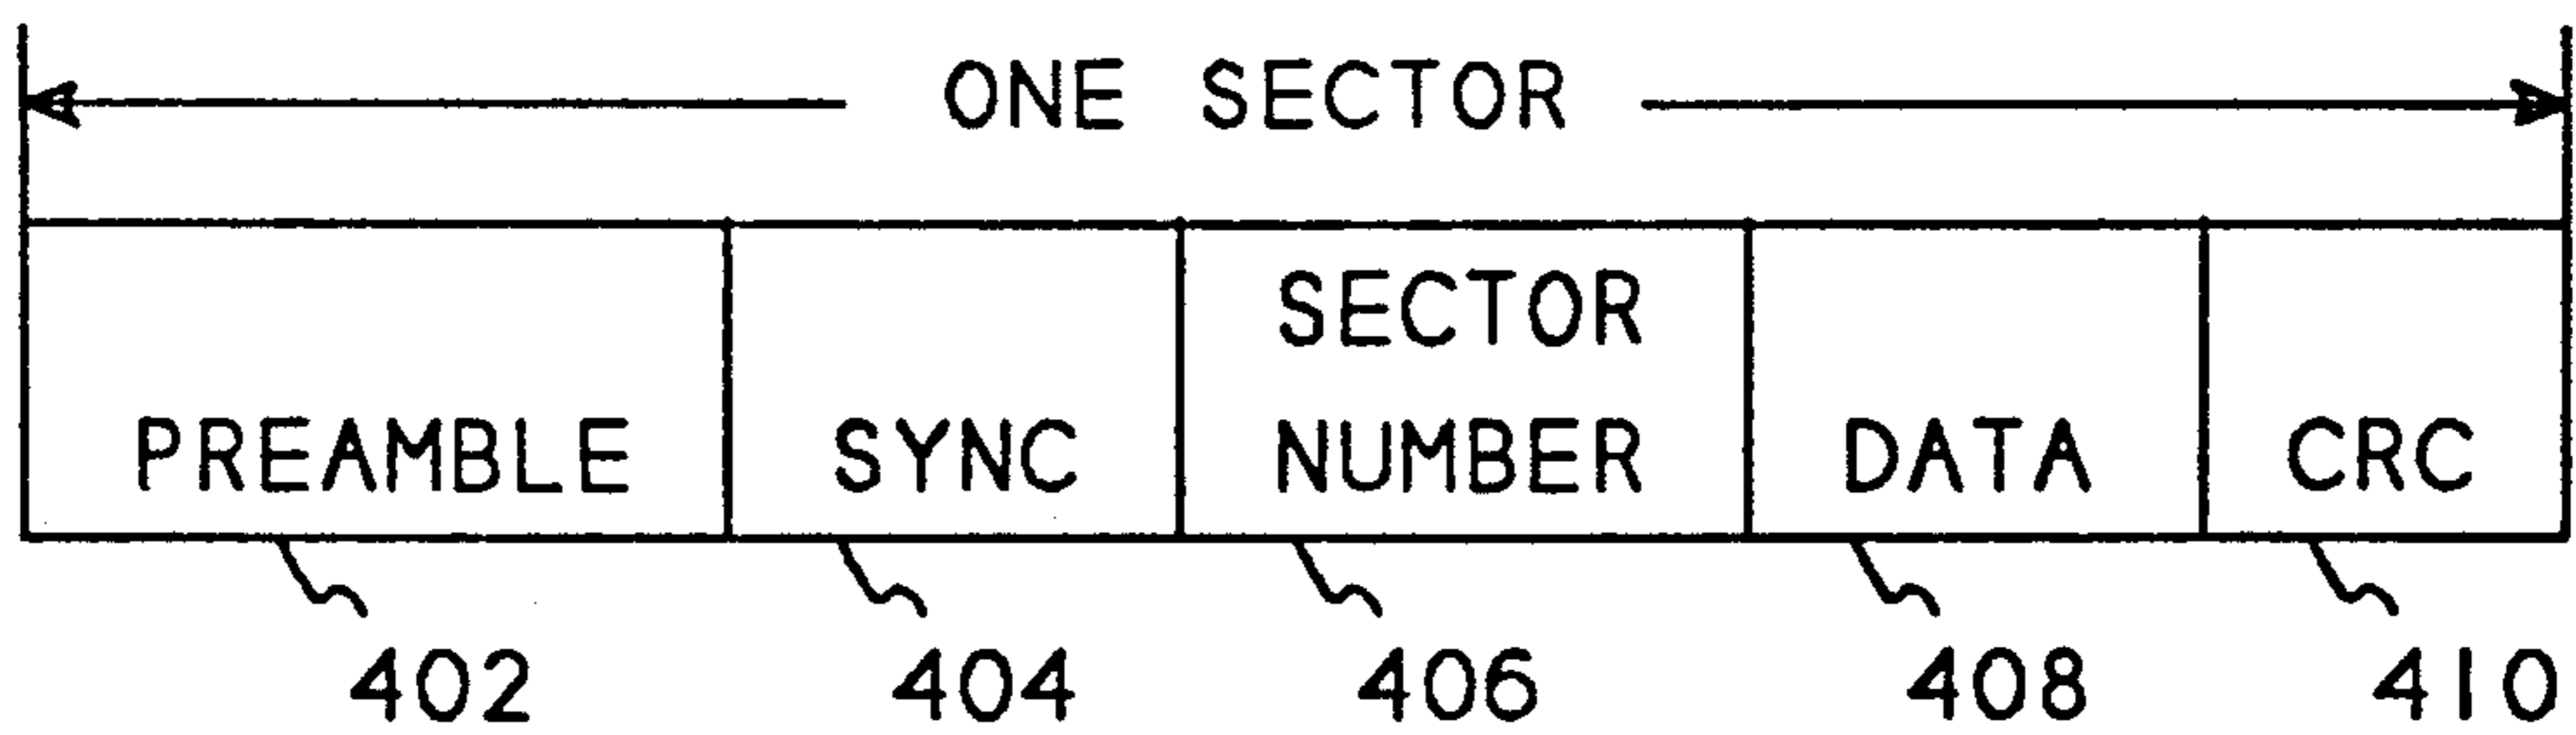 ONE SECTOR
SECTOR
PREAMBLE SYNC NUMBER DATA CRC
402 404 406 408 410